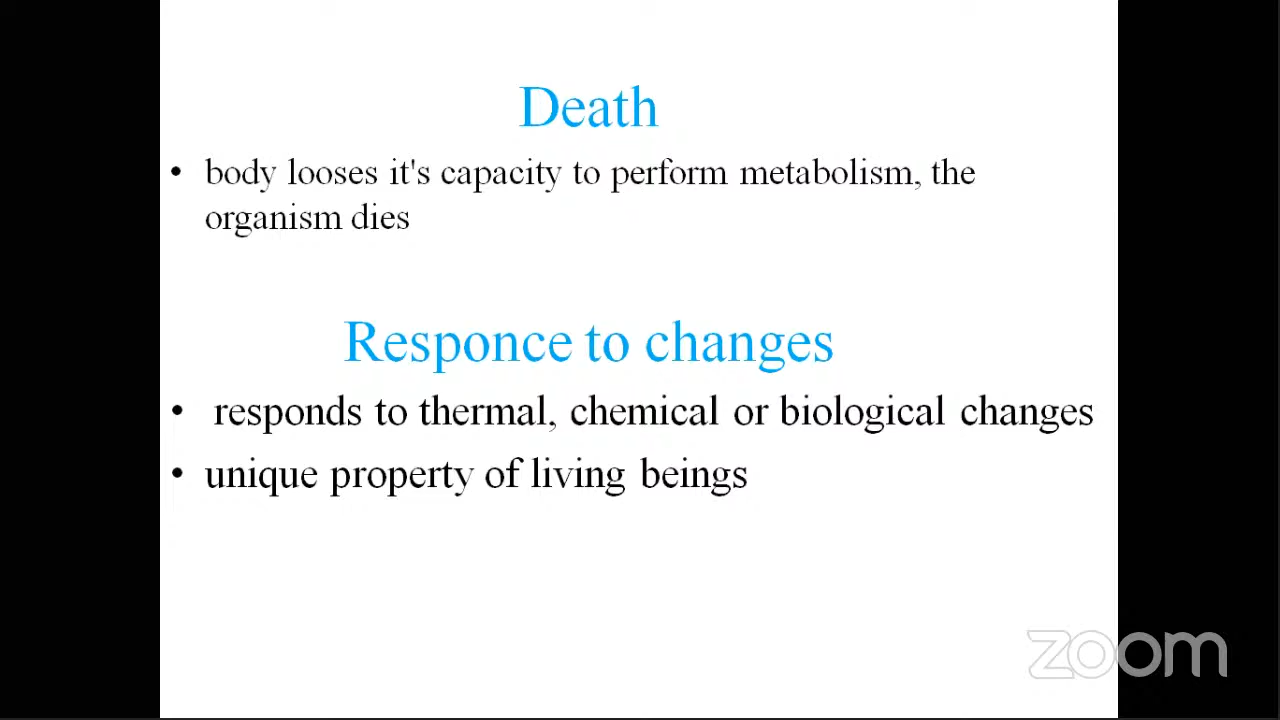 Death
• body looses it's capacity to perform metabolism, the
organism dies
Responce to changes
• responds to thermal, chemical or biological changes
• unique property of living beings
zoom